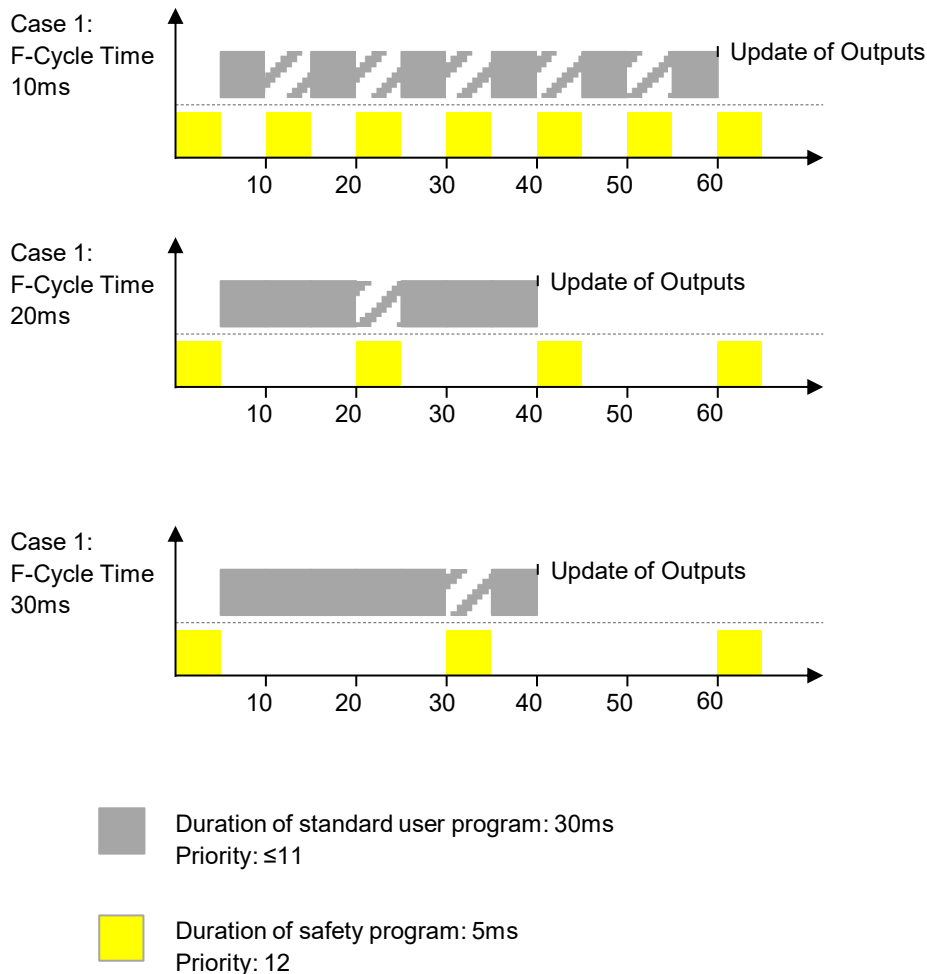 Case 1:
F-Cycle Time
10ms
Update of Outputs
10 20 30 40 50 60
Case 1:
F-Cycle Time
20ms
Update of Outputs
10 20 30 40 50 60
Case 1:
F-Cycle Time
30ms
Update of Outputs
10 20 30 40 50 60
Duration of standard user program: 30ms
Priority: ≤11
Duration of safety program: 5ms
Priority: 12